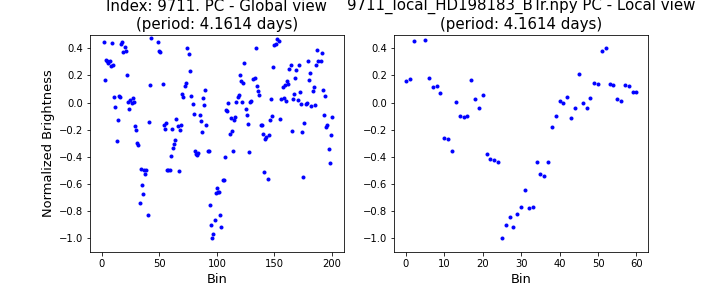 Index: 9711. PC - Global view
(period: 4.1614 days)
9711_local_HD198183_BTr.npy PC - Local view
(period: 4.1614 days)
Normalized Brightness
0.4
0.2
0.0
−0.2
−0.4
−0.6
−0.8
−1.0
0 50 100 150 200
Bin
0.4
0.2
0.0
−0.2
−0.4
−0.6
−0.8
−1.0
0 10 20 30 40 50 60
Bin